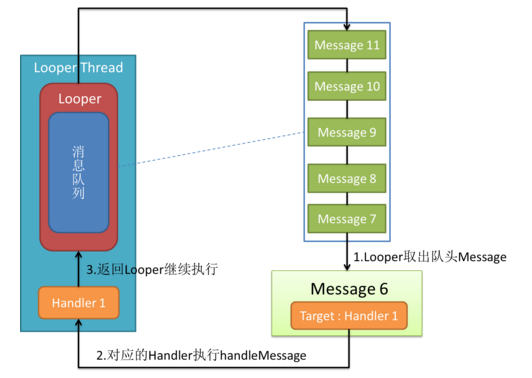 Looper Thread
Looper
消息队列
Message 11
Message 10
Message 9
Message 8
Message 7
1.Looper取出队头Message
Message 6
Target : Handler 1
2.对应的Handler执行handleMessage
3.返回Looper继续执行
Handler 1